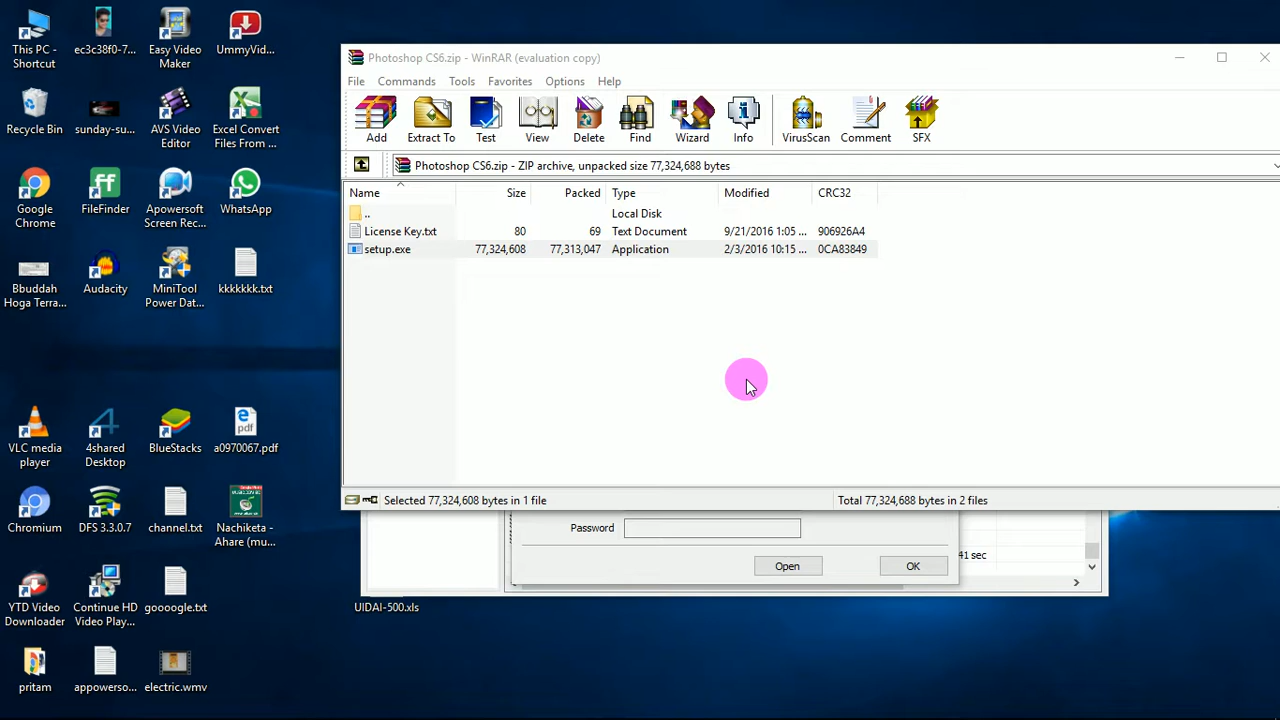 This PC -
Shortcut
ec3c38f0-7...
Easy Video
Maker
UmmyVid...
Recycle Bin
sunday-su...
AVS Video
Editor
Excel Convert
Files From ...
Google
Chrome
FileFinder
Apowersoft
Screen Rec...
WhatsApp
Bbuddah
Hoga Terra...
Audacity
MiniTool
Power Dat...
kkkkkkk.txt
VLC media
player
4shared
Desktop
BlueStacks
a0970067.pdf
Chromium
DFS 3.3.0.7
channel.txt
Nachiketa -
Ahare (mu...
YTD Video
Downloader
Continue HD
Video Play...
goooogle.txt
pritam
appowerso...
electric.wmv
UIDAI-500.xls
Photoshop CS6.zip - WinRAR (evaluation copy)
File Commands Tools Favorites Options Help
Add Extract To Test View Delete Find Wizard Info VirusScan Comment SFX
Photoshop CS6.zip - ZIP archive, unpacked size 77,324,688 bytes
Name Size Packed Type Modified CRC32
.. Local Disk
License Key.txt 80 69 Text Document 9/21/2016 1:05 ... 906926A4
setup.exe 77,324,608 77,313,047 Application 2/3/2016 10:15 ... 0CA83849
Selected 77,324,608 bytes in 1 file Total 77,324,688 bytes in 2 files
Password
41 sec
Open OK